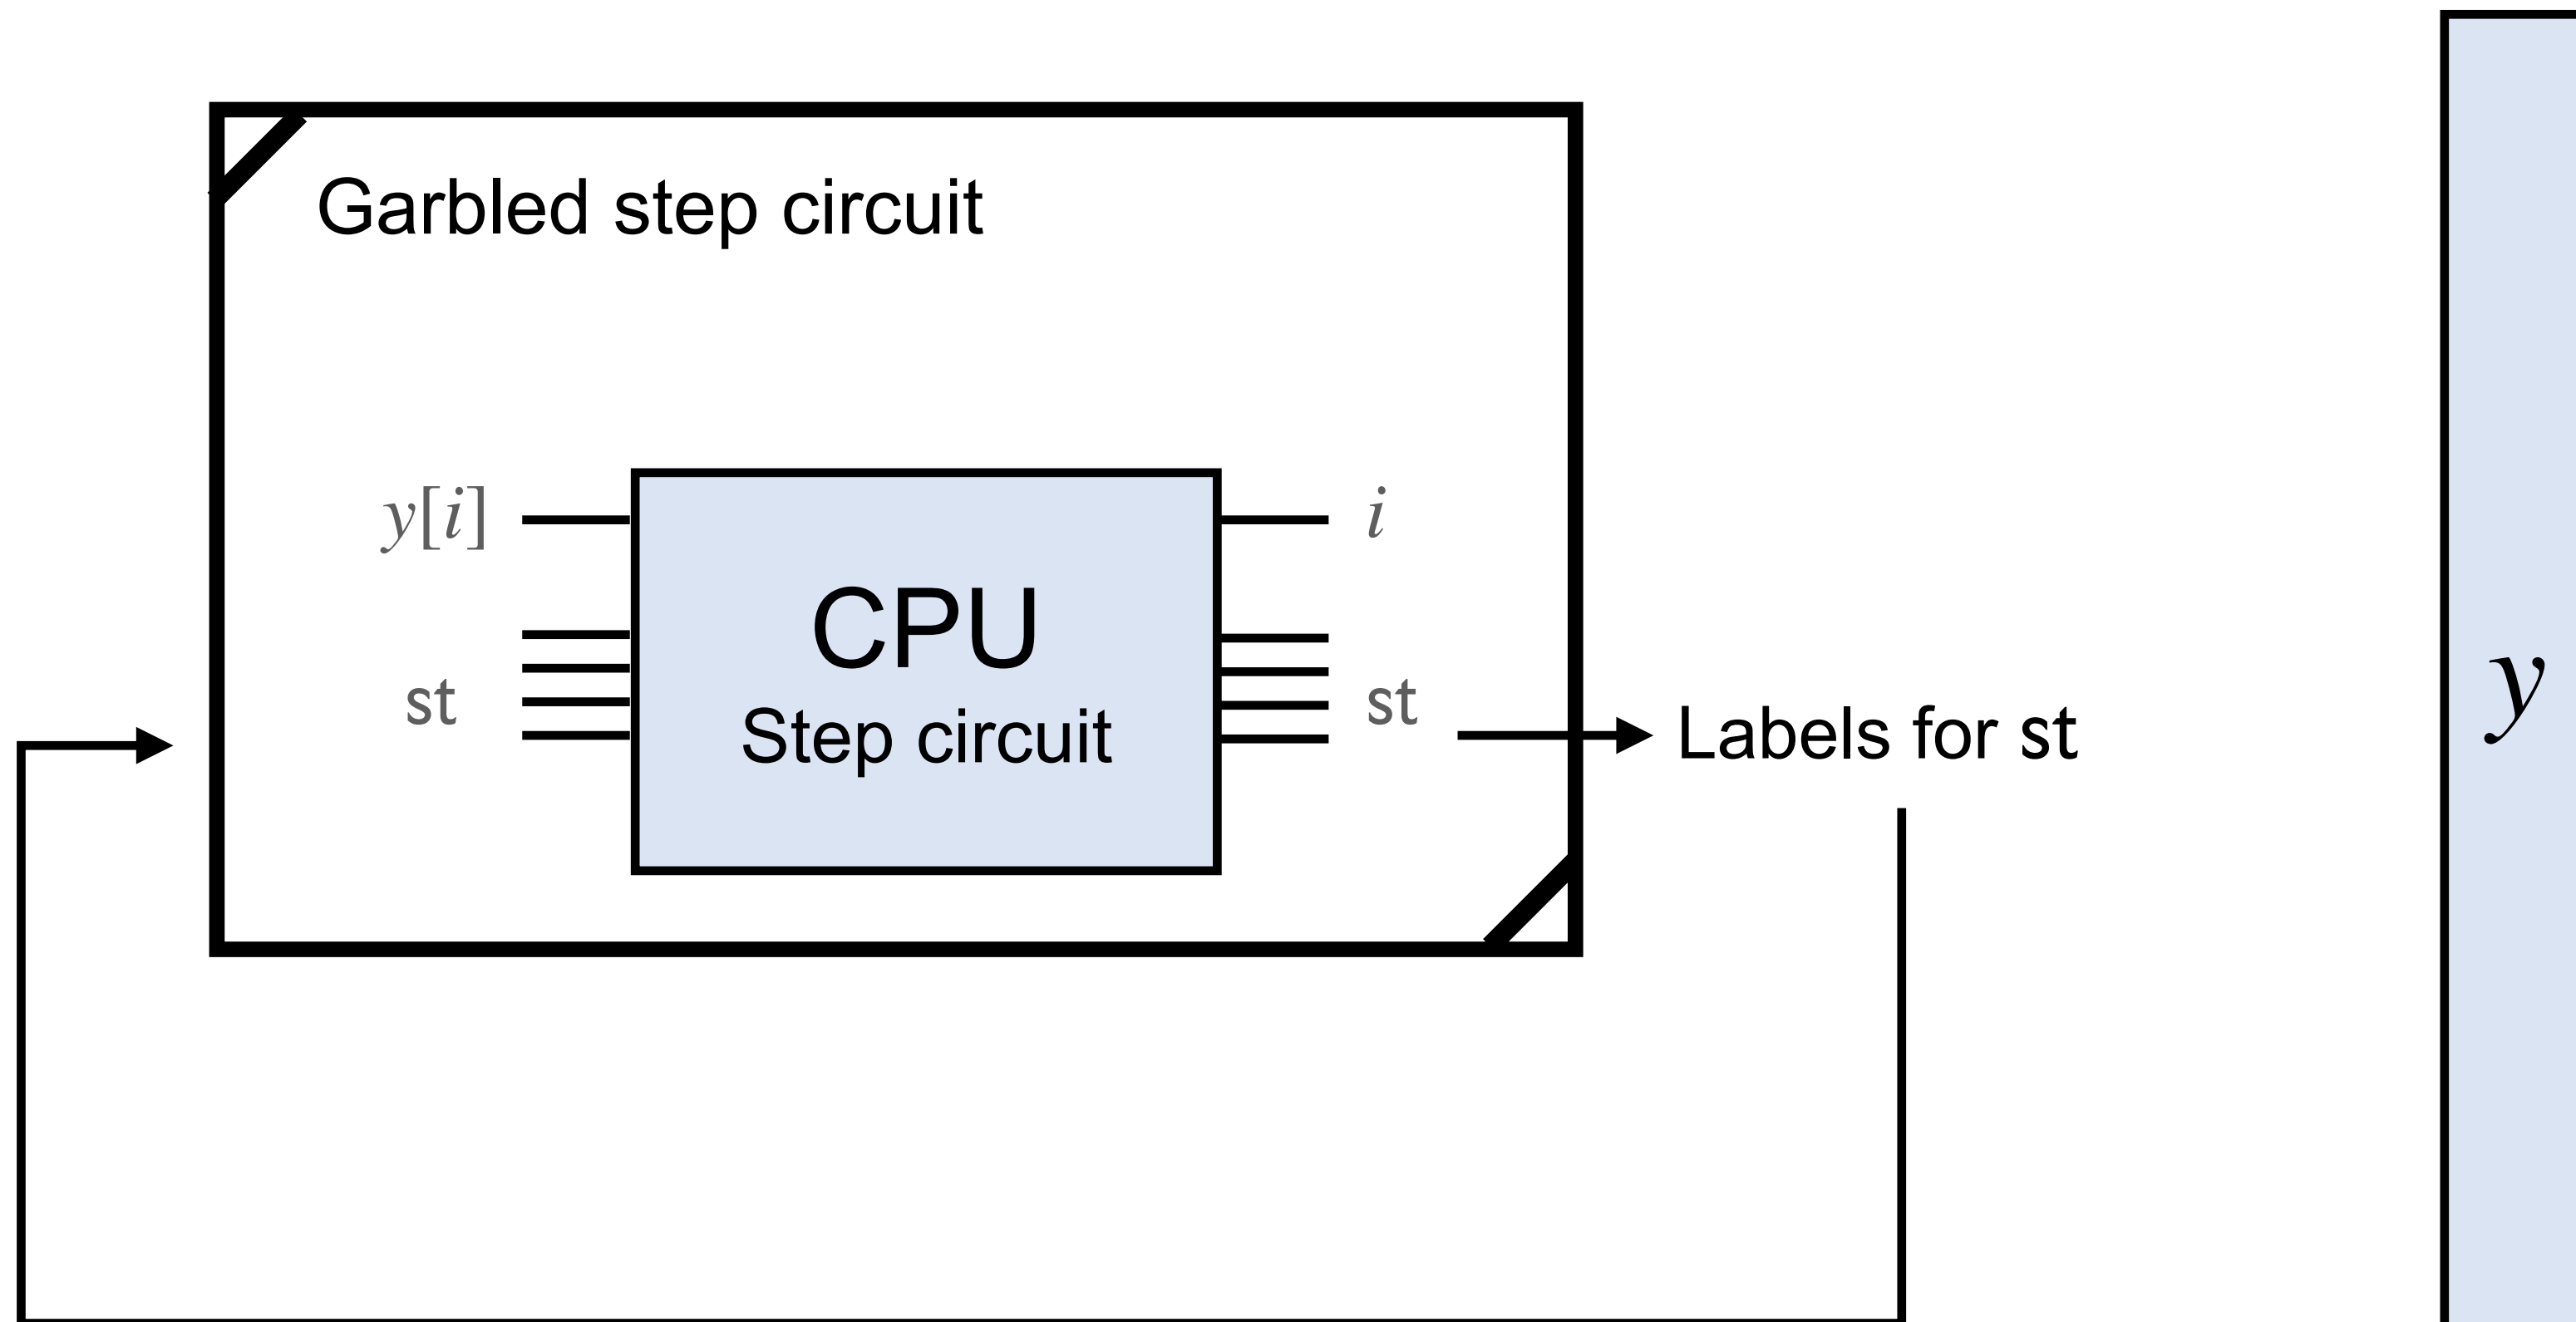 Garbled step circuit
y[i]
i
CPU
st
st
Step circuit
Labels for st
y